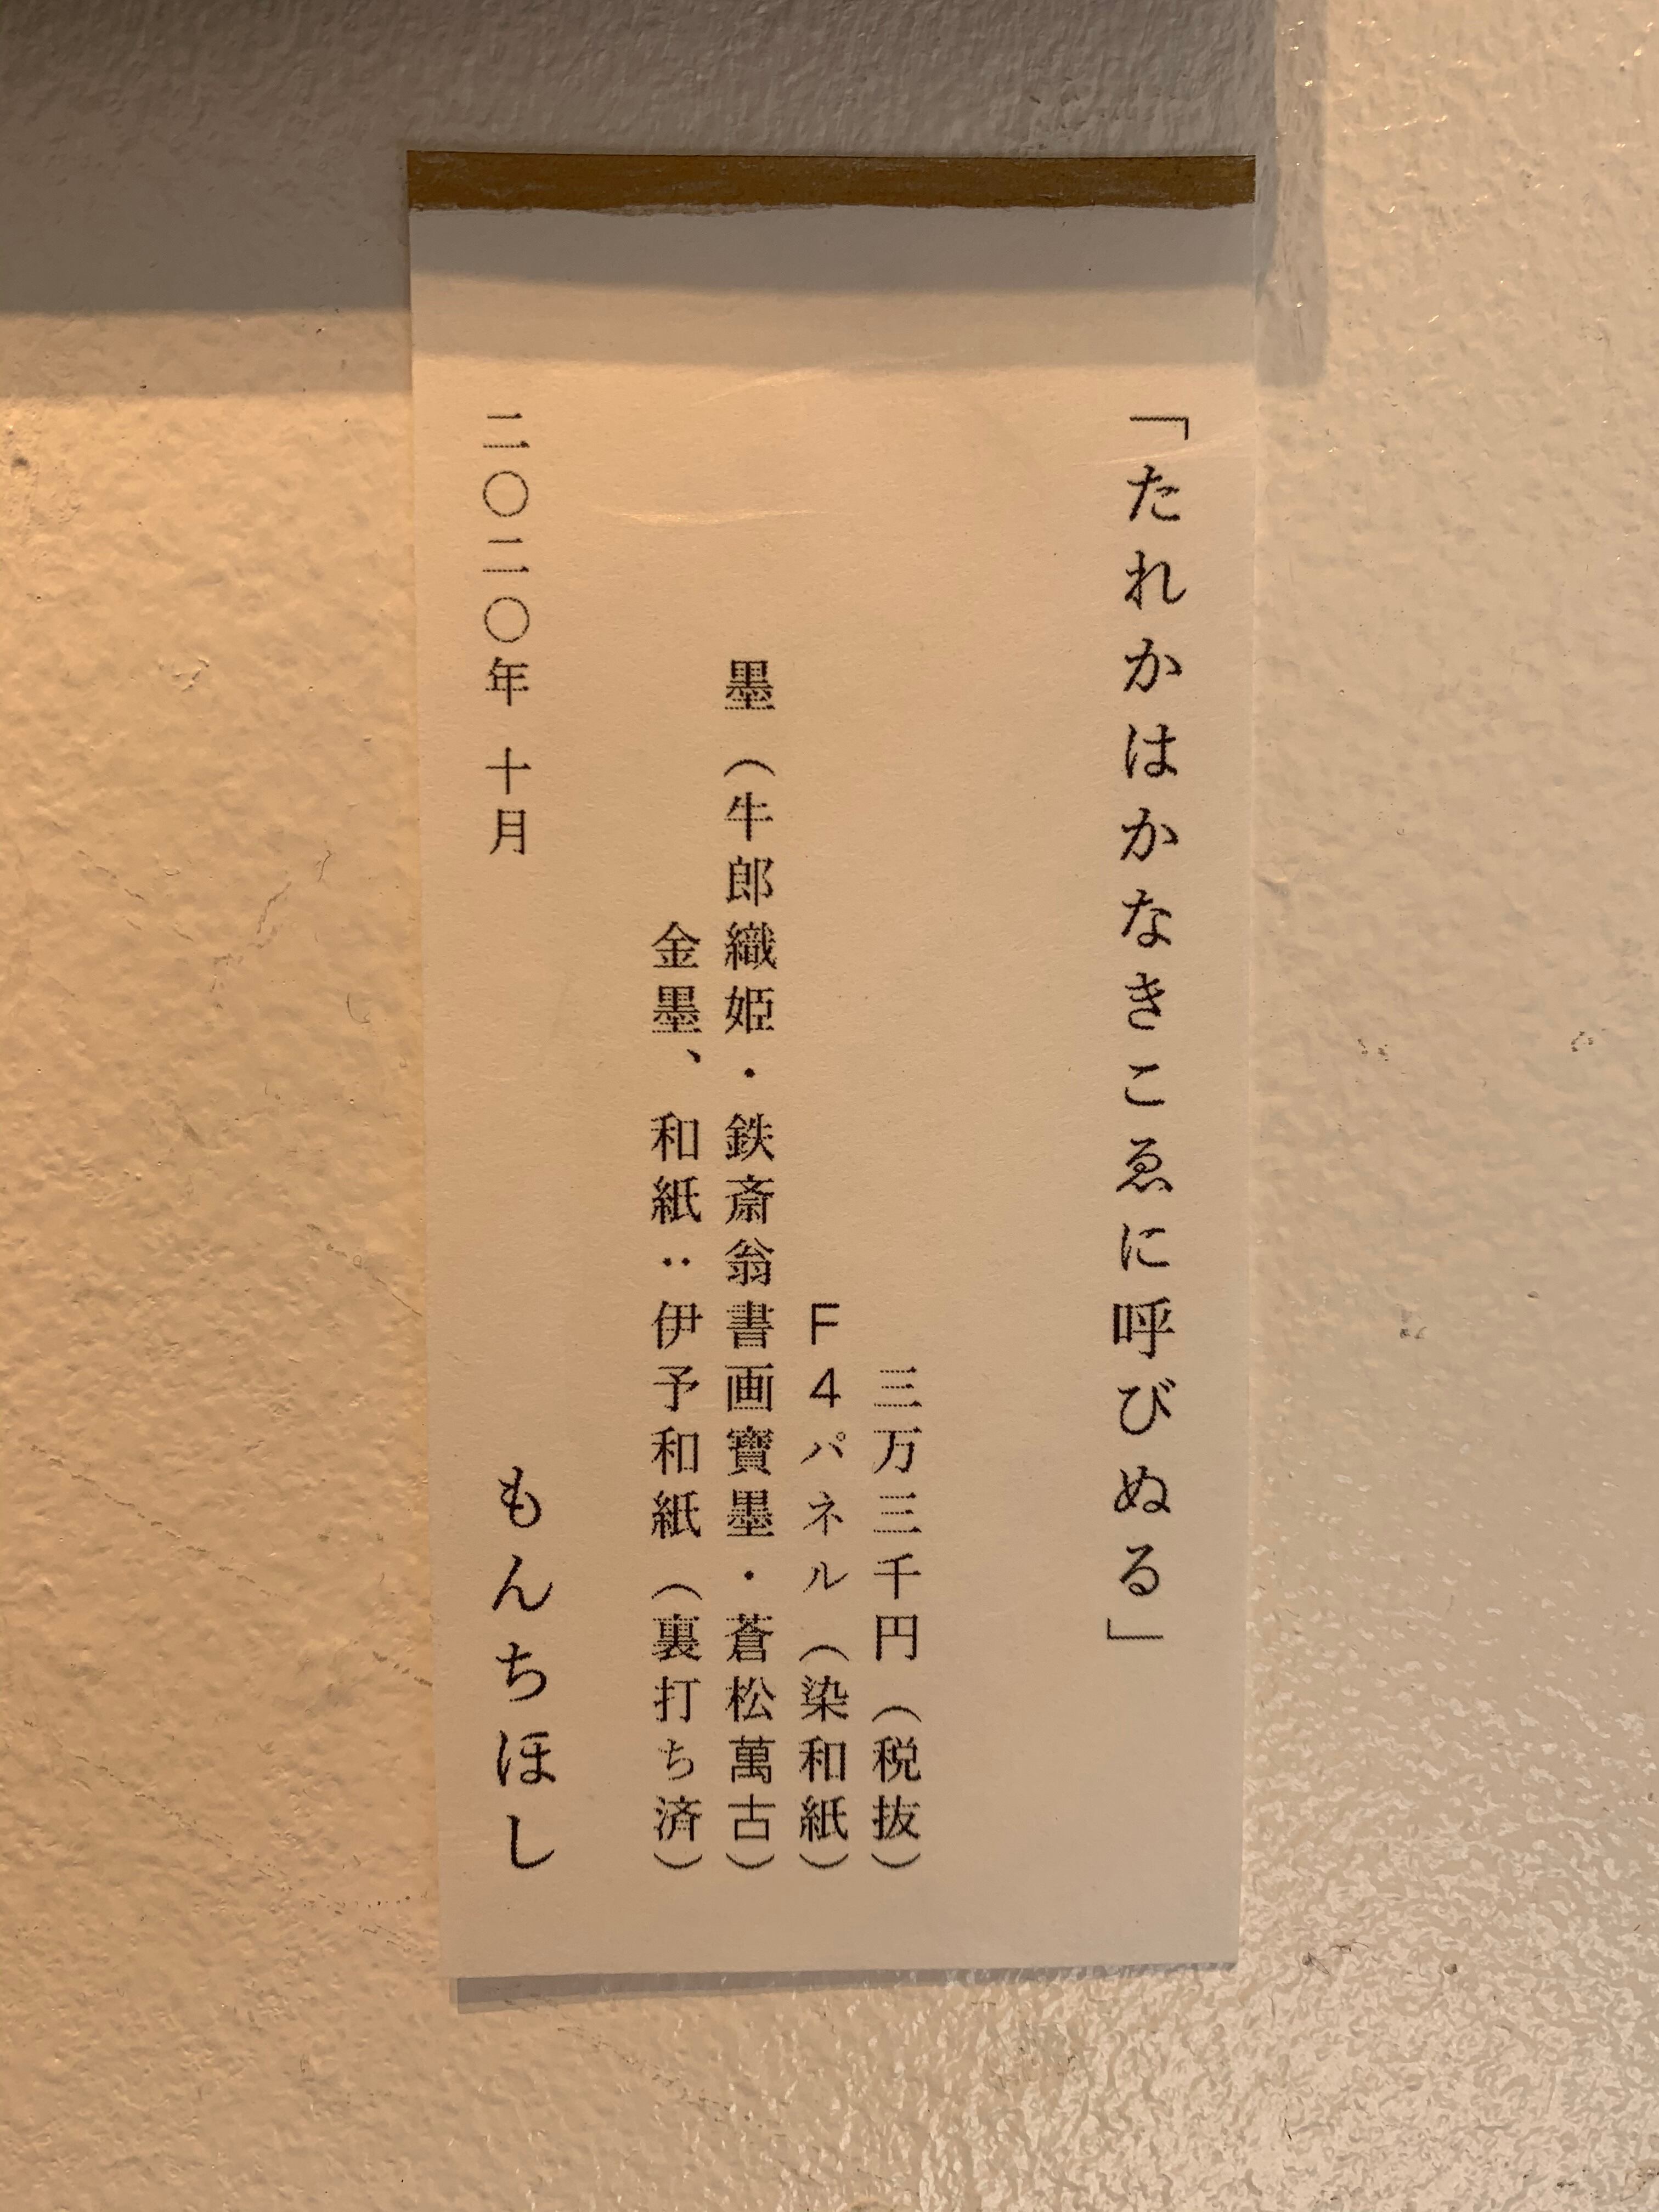 「たれかはかなきこゑに呼びぬる」
三万三千円（税抜）
F4パネル（染和紙）
墨（牛郎織姫・鉄斎翁書画寶墨・蒼松萬古）
金墨、和紙：伊予和紙（裏打ち済）
二〇二〇年 十月
もんちほし